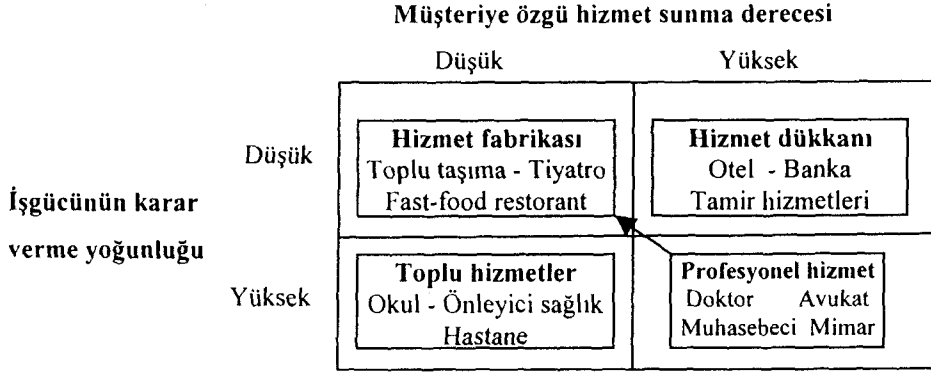 Müşteriye özgü hizmet sunma derecesi
Düşük Yüksek
Düşük
Hizmet fabrikası
Toplu taşıma - Tiyatro
Fast-food restorant
Hizmet dükkanı
Otel - Banka
Tamir hizmetleri
İşgücünün karar
verme yoğunluğu
Yüksek
Toplu hizmetler
Okul - Önleyici sağlık
Hastane
Profesyonel hizmet
Doktor Avukat
Muhasebeci Mimar